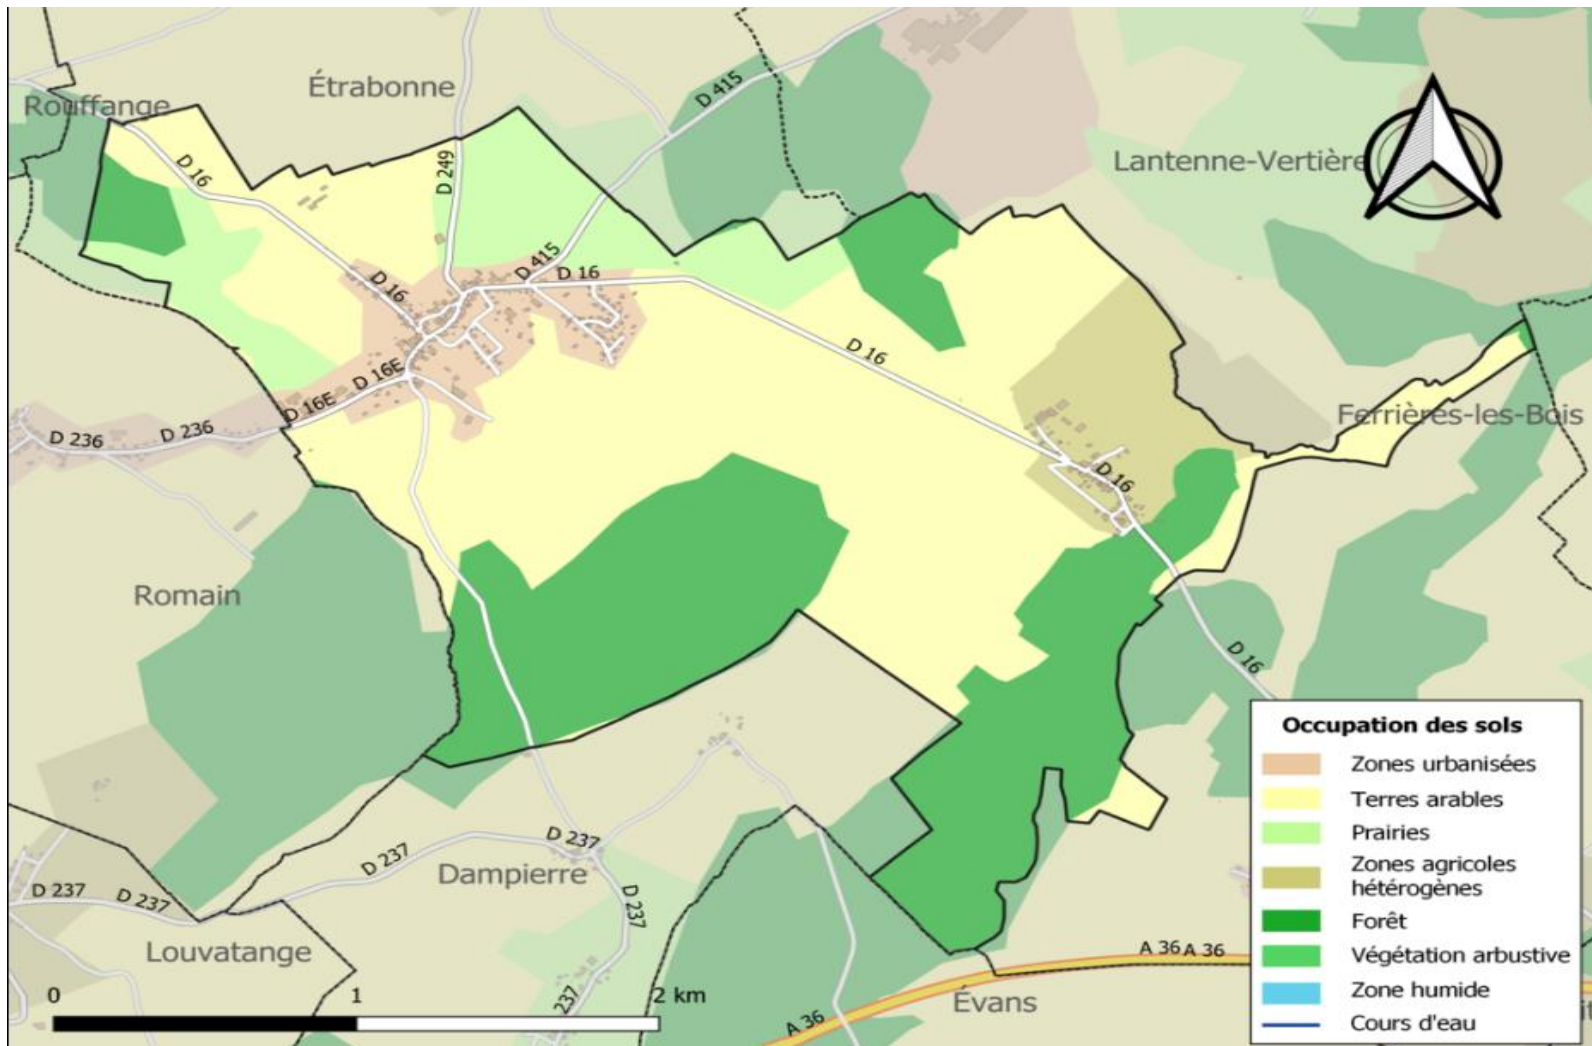 Étrabonne
Rouffange
D 415
Lantenne-Vertière
D 16
D 249
D 415
D 16
D 16
D 16
D 16E
D 16E
D 236
D 236
Ferrières-les-Bois
D 16
Romain
D 16
Occupation des sols
Zones urbanisées
Terres arables
Prairies
Zones agricoles
hétérogènes
Forêt
Végétation arbustive
Zone humide
Cours d'eau
D 237
D 237
Dampierre
D 237
D 237
D 237
Louvatange
A 36 A 36
0 1 2 km
237
Évans
A 36